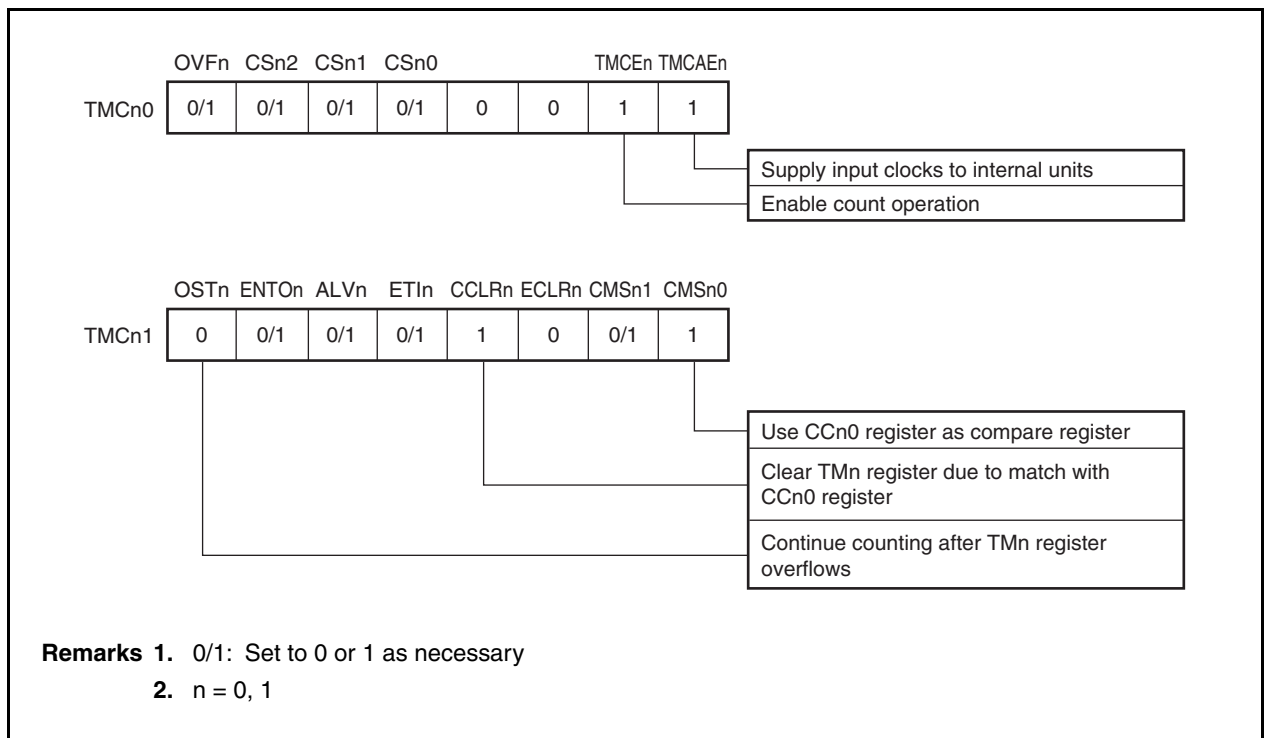 OVFn CSn2 CSn1 CSn0 TMCEn TMCAEn
TMCn0 0/1 0/1 0/1 0/1 0 0 1 1
Supply input clocks to internal units
Enable count operation
OSTn ENTOn ALVn ETIn CCLRn ECLRn CMSn1 CMSn0
TMCn1 0 0/1 0/1 0/1 1 0 0/1 1
Use CCn0 register as compare register
Clear TMn register due to match with
CCn0 register
Continue counting after TMn register
overflows
Remarks 1. 0/1: Set to 0 or 1 as necessary
2. n = 0, 1